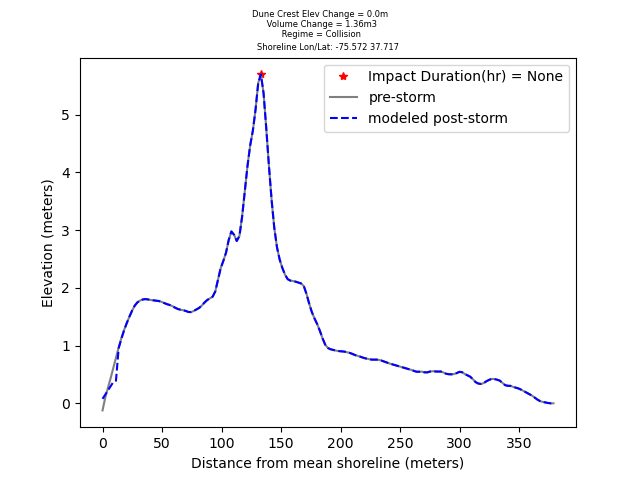 Dune Crest Elev Change = 0.0m
Volume Change = 1.36m3
Regime = Collision
Shoreline Lon/Lat: -75.572 37.717
Impact Duration(hr) = None
pre-storm
modeled post-storm
Elevation (meters)
5
4
3
2
1
0
0 50 100 150 200 250 300 350
Distance from mean shoreline (meters)